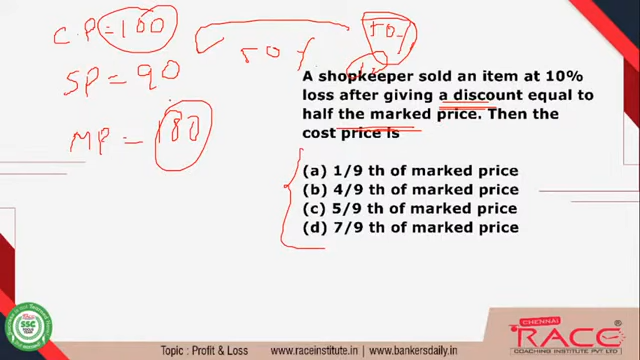 C.P = 100
50%
50%
SP = 90
MP = 180
A shopkeeper sold an item at 10%
loss after giving a discount equal to
half the marked price. Then the
cost price is
(a) 1/9 th of marked price
(b) 4/9 th of marked price
(c) 5/9 th of marked price
(d) 7/9 th of marked price
SSC
CHENNAI
RACE
COACHING INSTITUTE PVT LTD
Topic : Profit & Loss
www.raceinstitute.in | www.bankersdaily.in